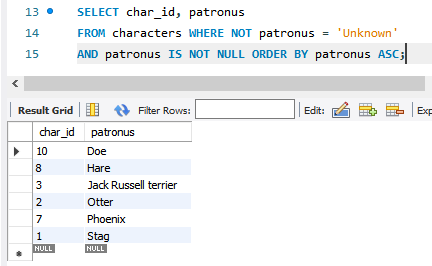 13 SELECT char_id, patronus
14 FROM characters WHERE NOT patronus = 'Unknown'
15 AND patronus IS NOT NULL ORDER BY patronus ASC;
Result Grid Filter Rows: Edit: Exp
char_id patronus
10 Doe
8 Hare
3 Jack Russell terrier
2 Otter
7 Phoenix
1 Stag
NULL NULL